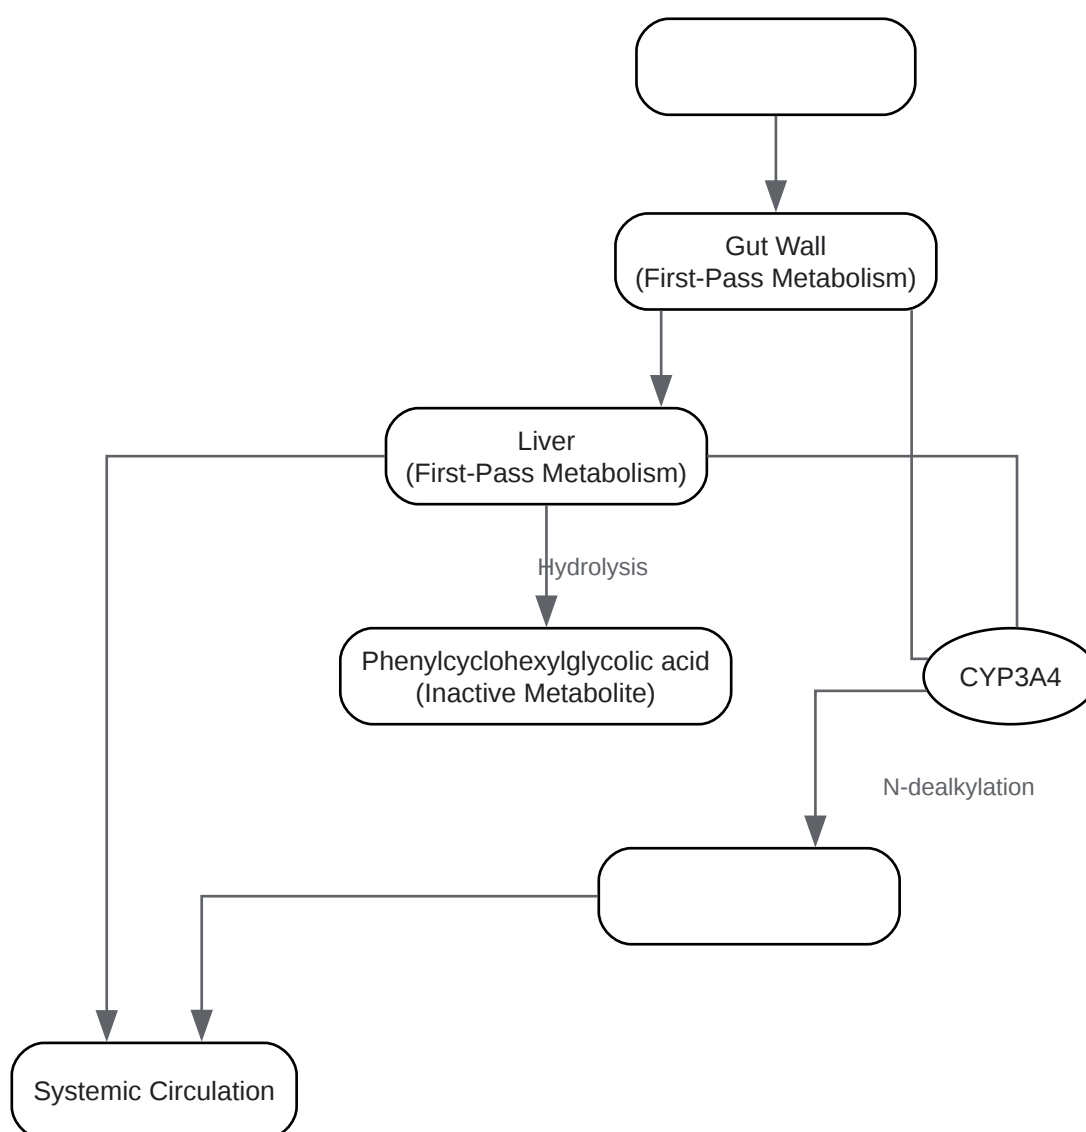 Gut Wall
(First-Pass Metabolism)
Liver
(First-Pass Metabolism)
Hydrolysis
Phenylcyclohexylglycolic acid
(Inactive Metabolite)
CYP3A4
N-dealkylation
Systemic Circulation